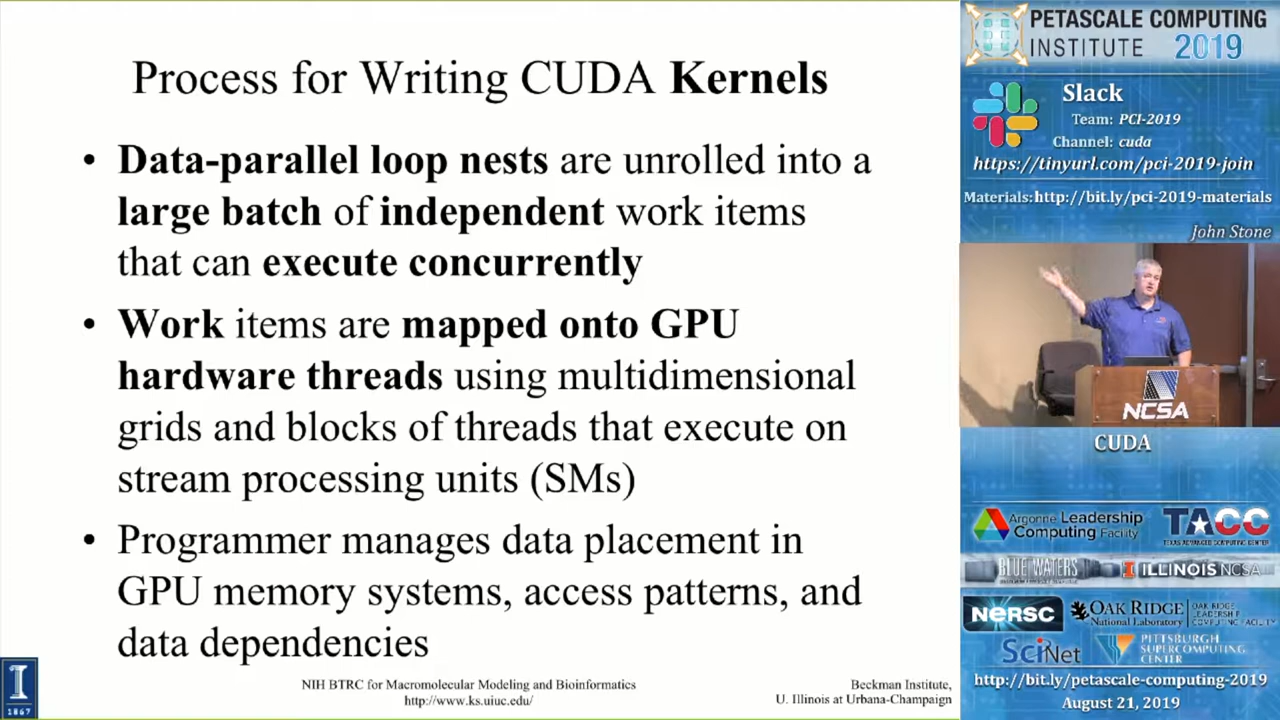 Process for Writing CUDA Kernels
• Data-parallel loop nests are unrolled into a
large batch of independent work items
that can execute concurrently
• Work items are mapped onto GPU
hardware threads using multidimensional
grids and blocks of threads that execute on
stream processing units (SMs)
• Programmer manages data placement in
GPU memory systems, access patterns, and
data dependencies
I
1867
NIH BTRC for Macromolecular Modeling and Bioinformatics
http://www.ks.uiuc.edu/
Beckman Institute,
U. Illinois at Urbana-Champaign
PETASCALE COMPUTING
INSTITUTE 2019
Slack
Team: PCI-2019
Channel: cuda
https://tinyurl.com/pci-2019-join
Materials:http://bit.ly/pci-2019-materials
John Stone
NCSA
CUDA
Argonne Leadership
Computing Facility
TACC
TEXAS ADVANCED COMPUTING CENTER
BLUE WATERS
I ILLINOIS NCSA
NERSC
OAK RIDGE
National Laboratory
OAK RIDGE
LEADERSHIP
COMPUTING FACILITY
SciNet
PITTSBURGH
SUPERCOMPUTING
CENTER
http://bit.ly/petascale-computing-2019
August 21, 2019